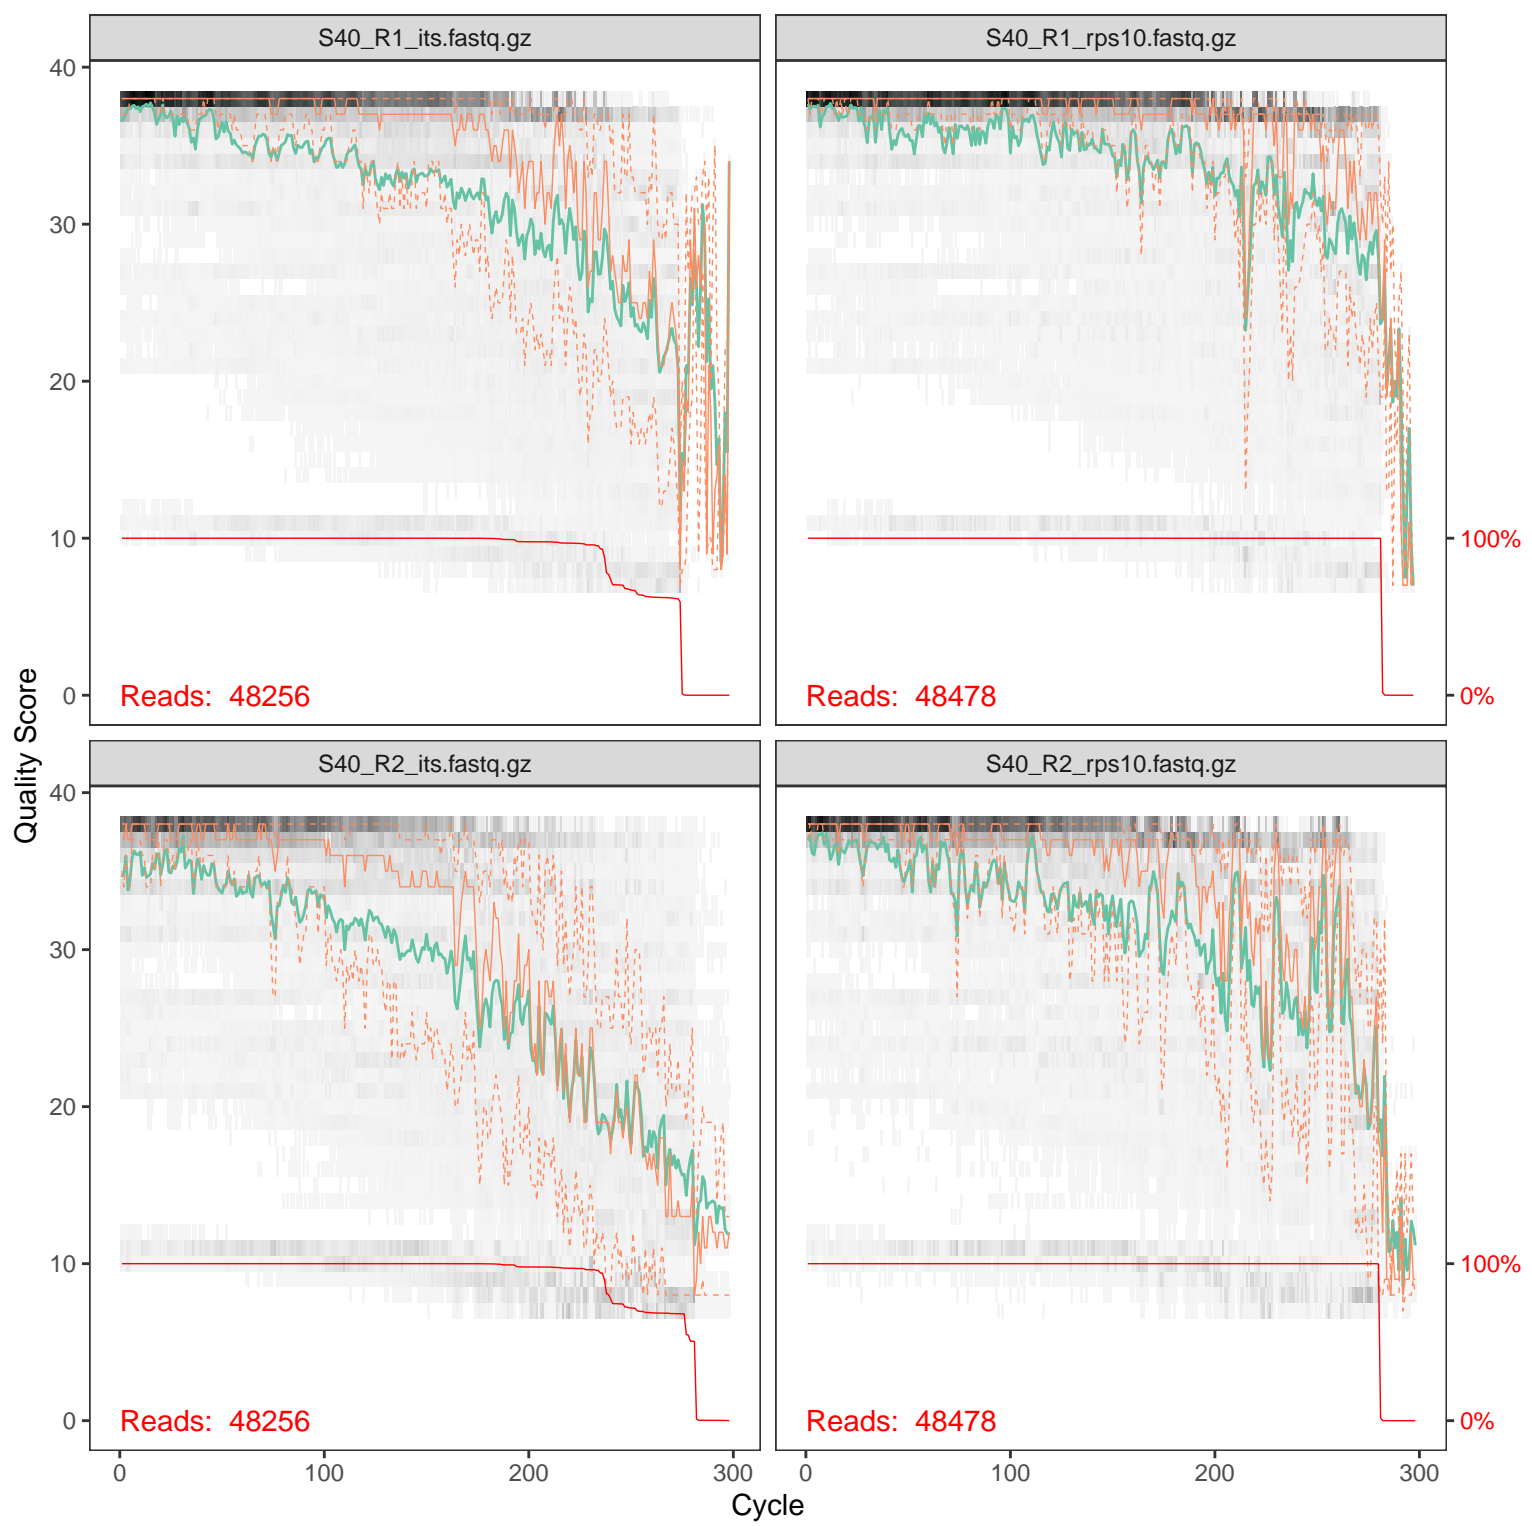 S40_R1_its.fastq.gz
S40_R1_rps10.fastq.gz
40
30
20
10
0
100%
0%
Reads: 48256
Reads: 48478
S40_R2_its.fastq.gz
S40_R2_rps10.fastq.gz
40
30
20
10
0
100%
0%
Reads: 48256
Reads: 48478
0
100
200
300
0
100
200
300
Cycle
Quality Score